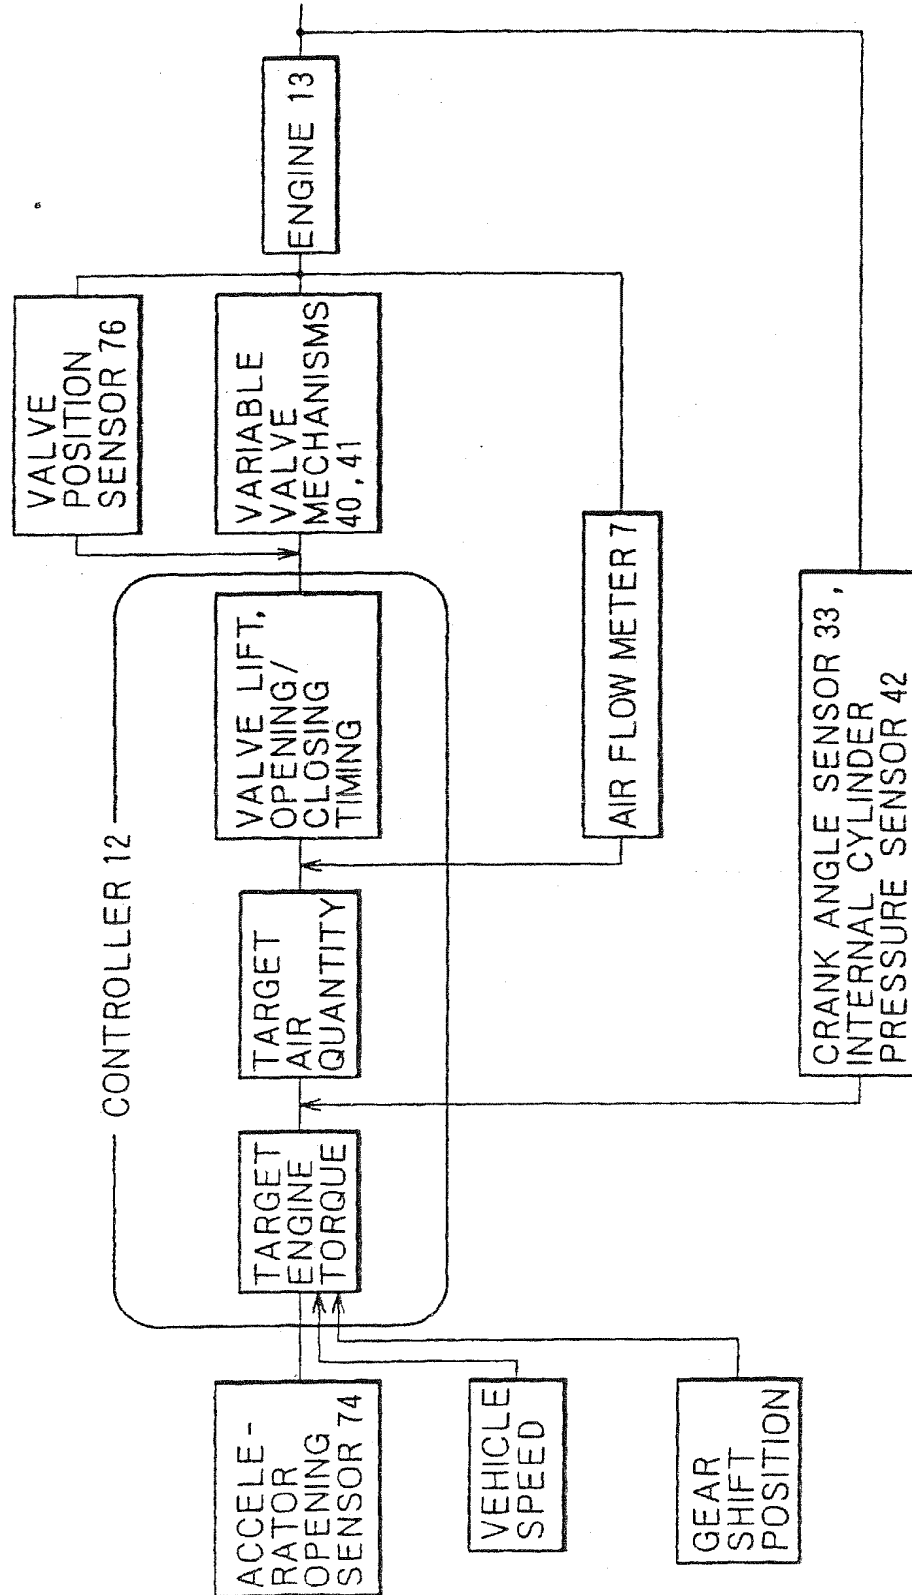 CONTROLLER 12
ACCELE-
RATOR
OPENING
SENSOR 74
VEHICLE
SPEED
GEAR
SHIFT
POSITION
TARGET
ENGINE
TORQUE
TARGET
AIR
QUANTITY
VALVE LIFT,
OPENING/
CLOSING
TIMING
VALVE
POSITION
SENSOR 76
VARIABLE
VALVE
MECHANISMS
40, 41
ENGINE 13
AIR FLOW METER 7
CRANK ANGLE SENSOR 33,
INTERNAL CYLINDER
PRESSURE SENSOR 42